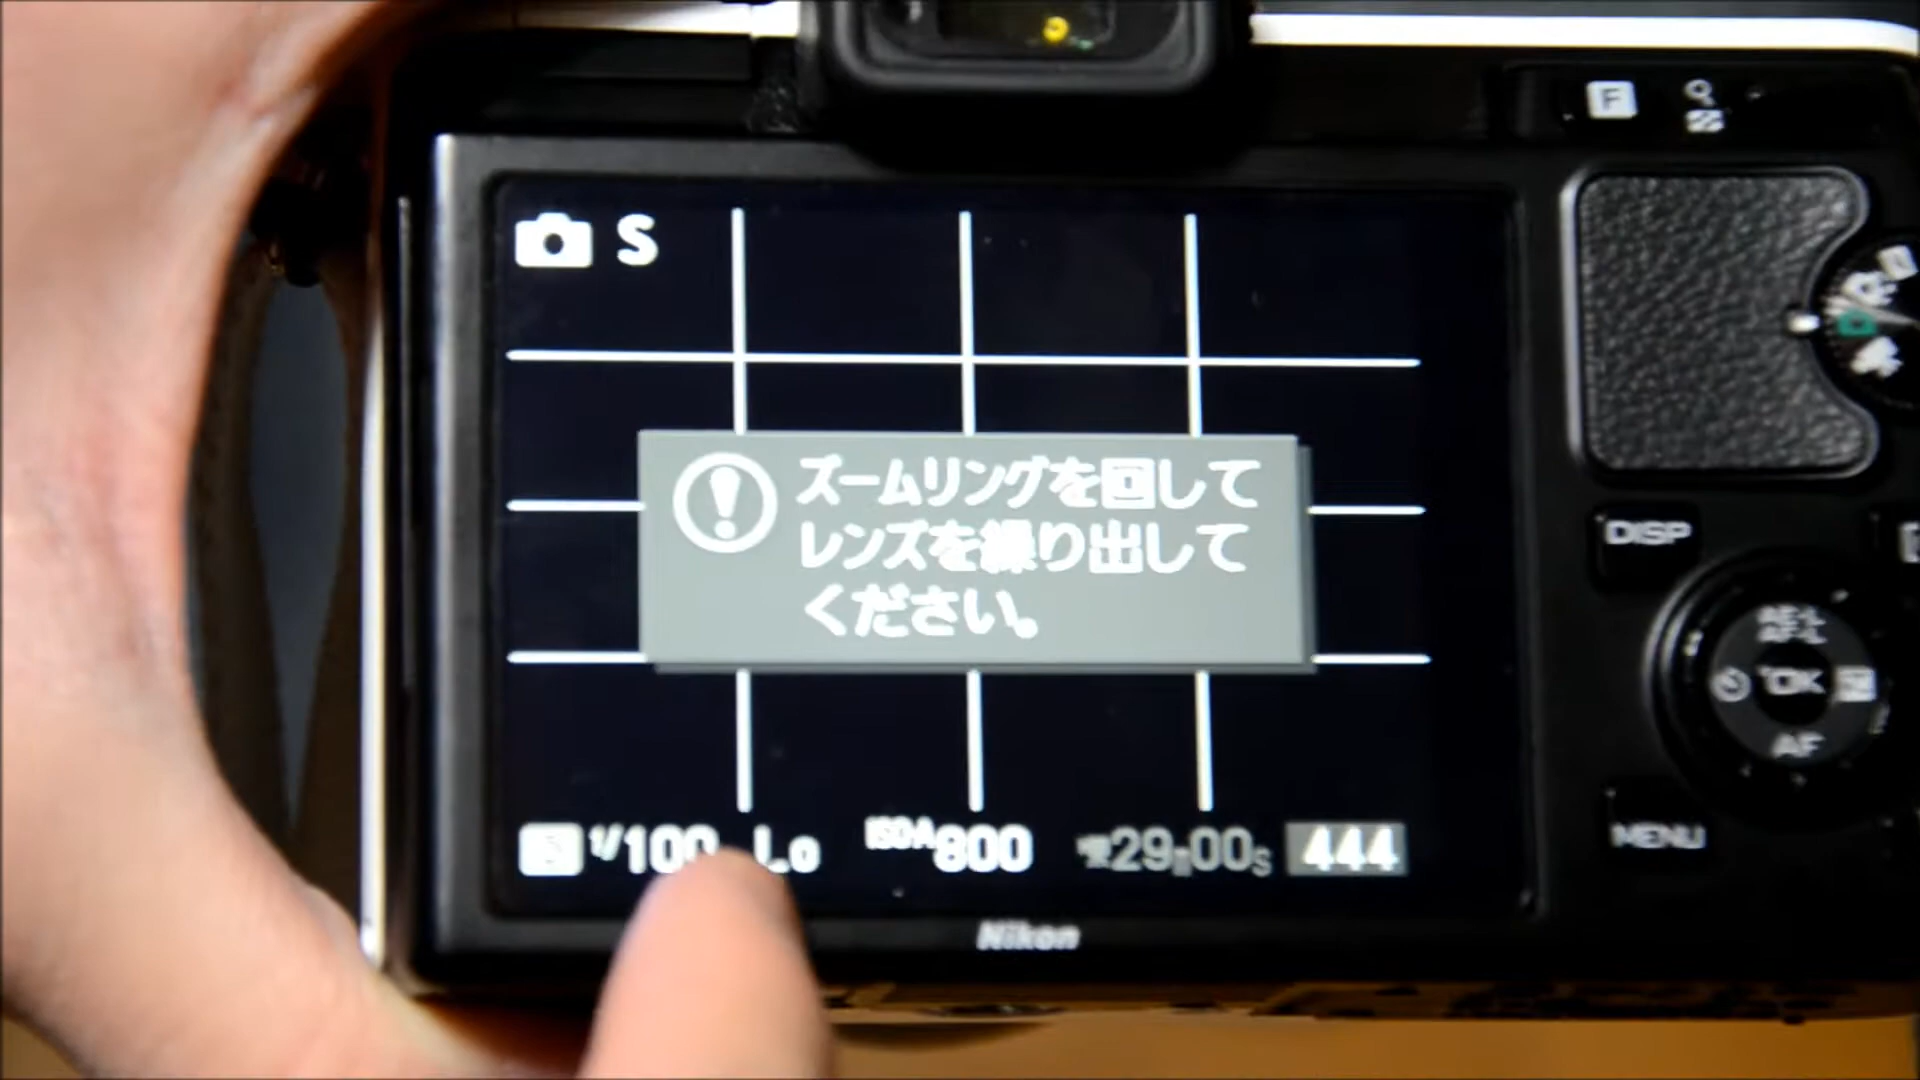 F
S
ズームリングを回して
レンズを繰り出して
ください。
DISP
AE-L
AF-L
OK
AF
MENU
S 1/100 Lo ISO A 800 29m00s 444
Nikon